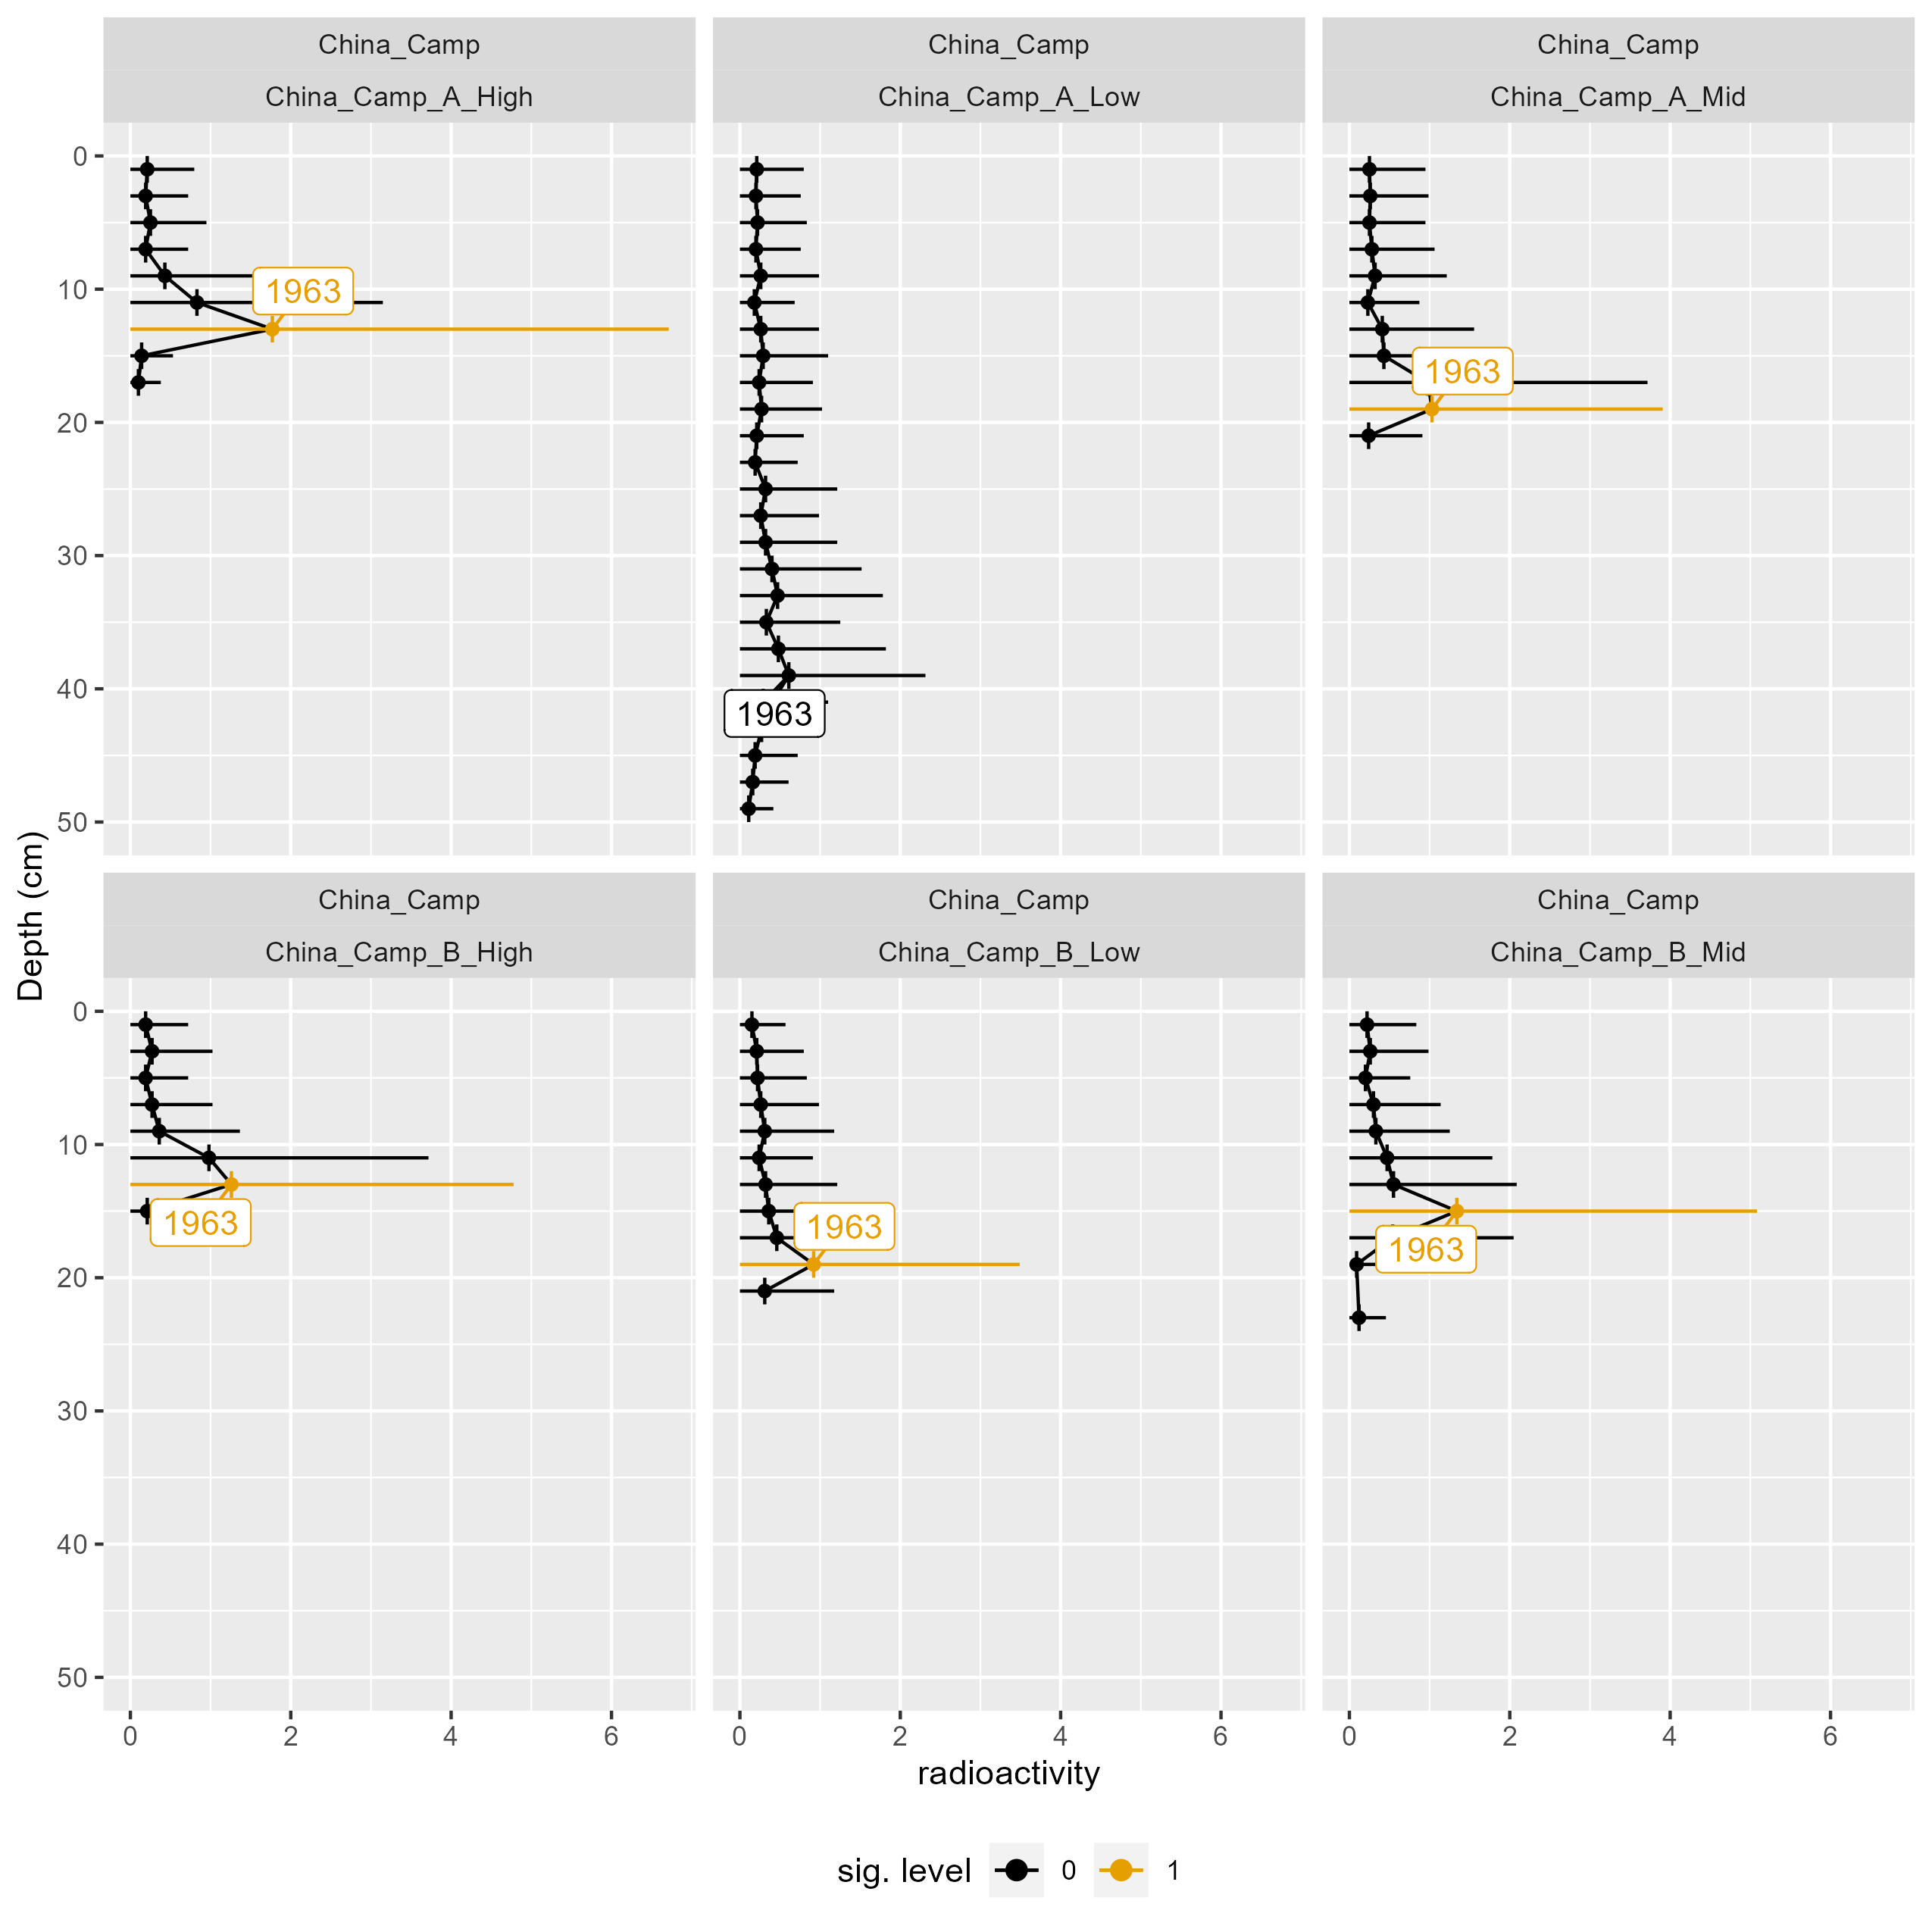 China_Camp China_Camp China_Camp
China_Camp_A_High China_Camp_A_Low China_Camp_A_Mid
0
10
20
30
40
50
1963
1963
1963
Depth (cm)
China_Camp China_Camp China_Camp
China_Camp_B_High China_Camp_B_Low China_Camp_B_Mid
0
10
20
30
40
50
1963
1963
1963
0 2 4 6 0 2 4 6 0 2 4 6
radioactivity
sig. level 0 1